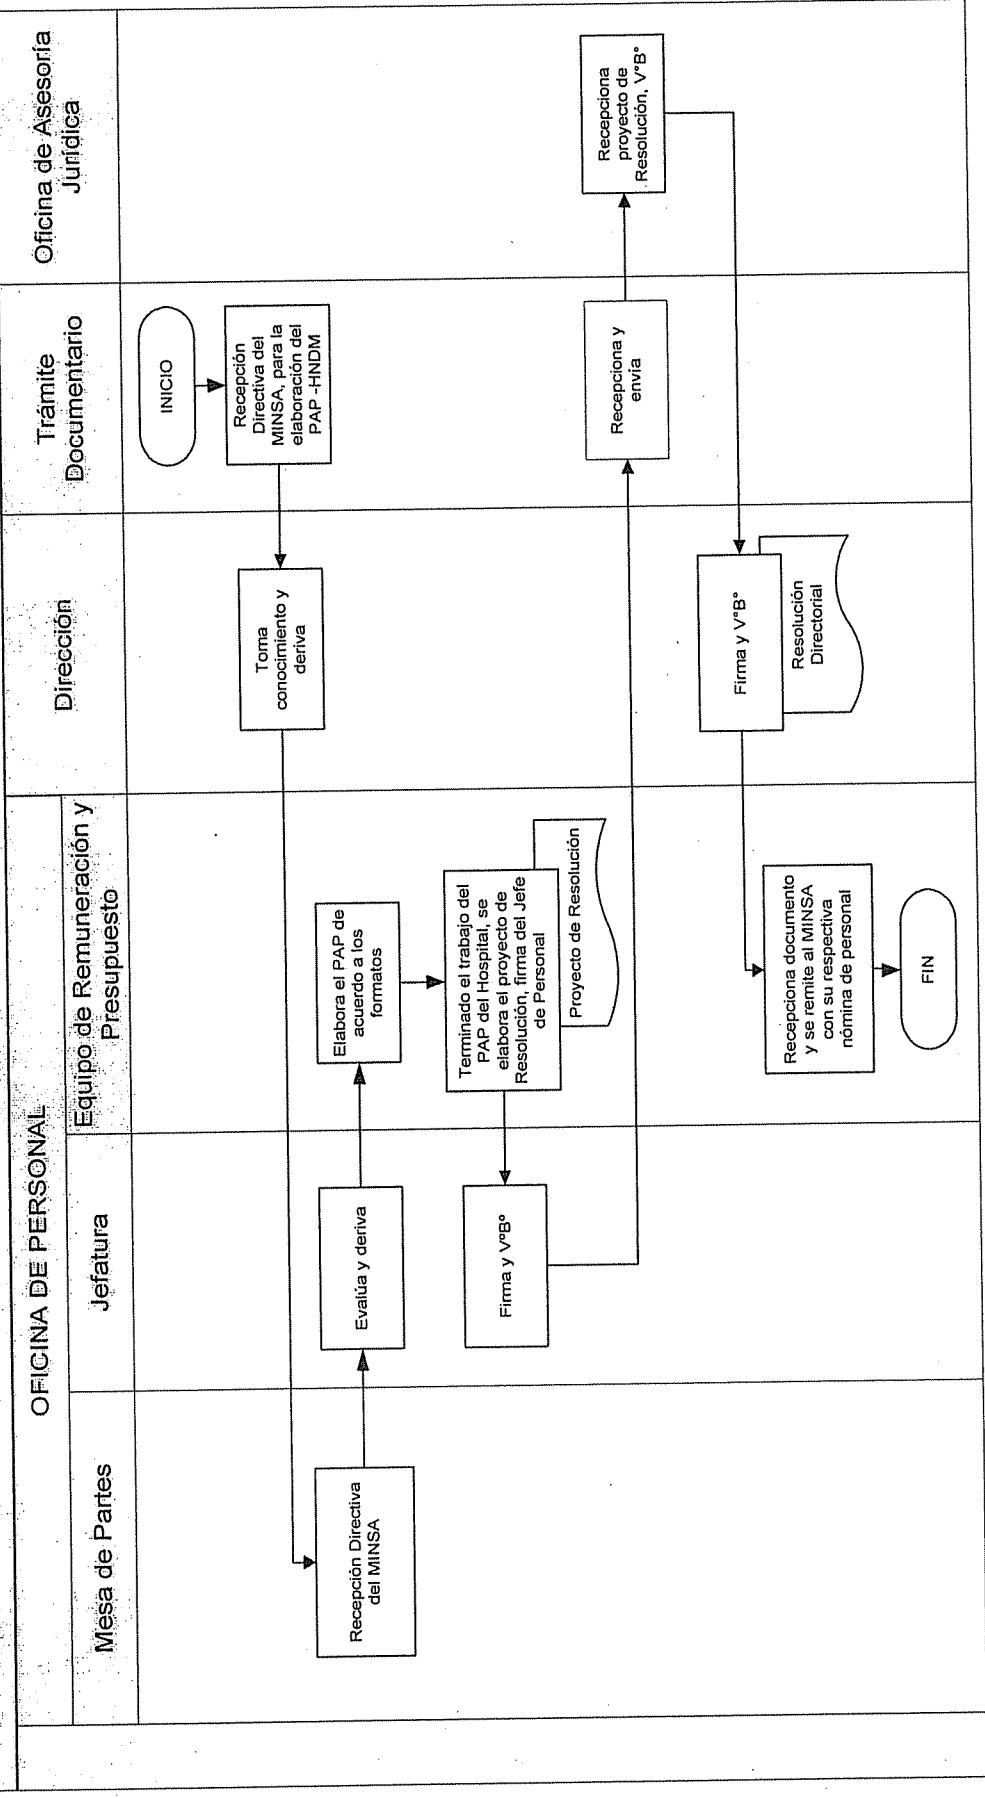 OFICINA DE PERSONAL
Mesa de Partes
Jefatura
Equipo de Remuneración y
Presupuesto
Dirección
Trámite
Documentario
Oficina de Asesoría
Jurídica
INICIO
Recepción
Directiva del
MINSA, para la
elaboración del
PAP -HNDM
Toma
conocimiento y
deriva
Recepción Directiva
del MINSA
Evalúa y deriva
Elabora el PAP de
acuerdo a los
formatos
Terminado el trabajo del
PAP del Hospital, se
elabora el proyecto de
Resolución, firma del Jefe
de Personal
Proyecto de Resolución
Firma y V°B°
Recepciona y
envia
Recepciona
proyecto de
Resolución, V°B°
Firma y V°B°
Resolución
Directorial
Recepciona documento
y se remite al MINSA
con su respectiva
nómina de personal
FIN